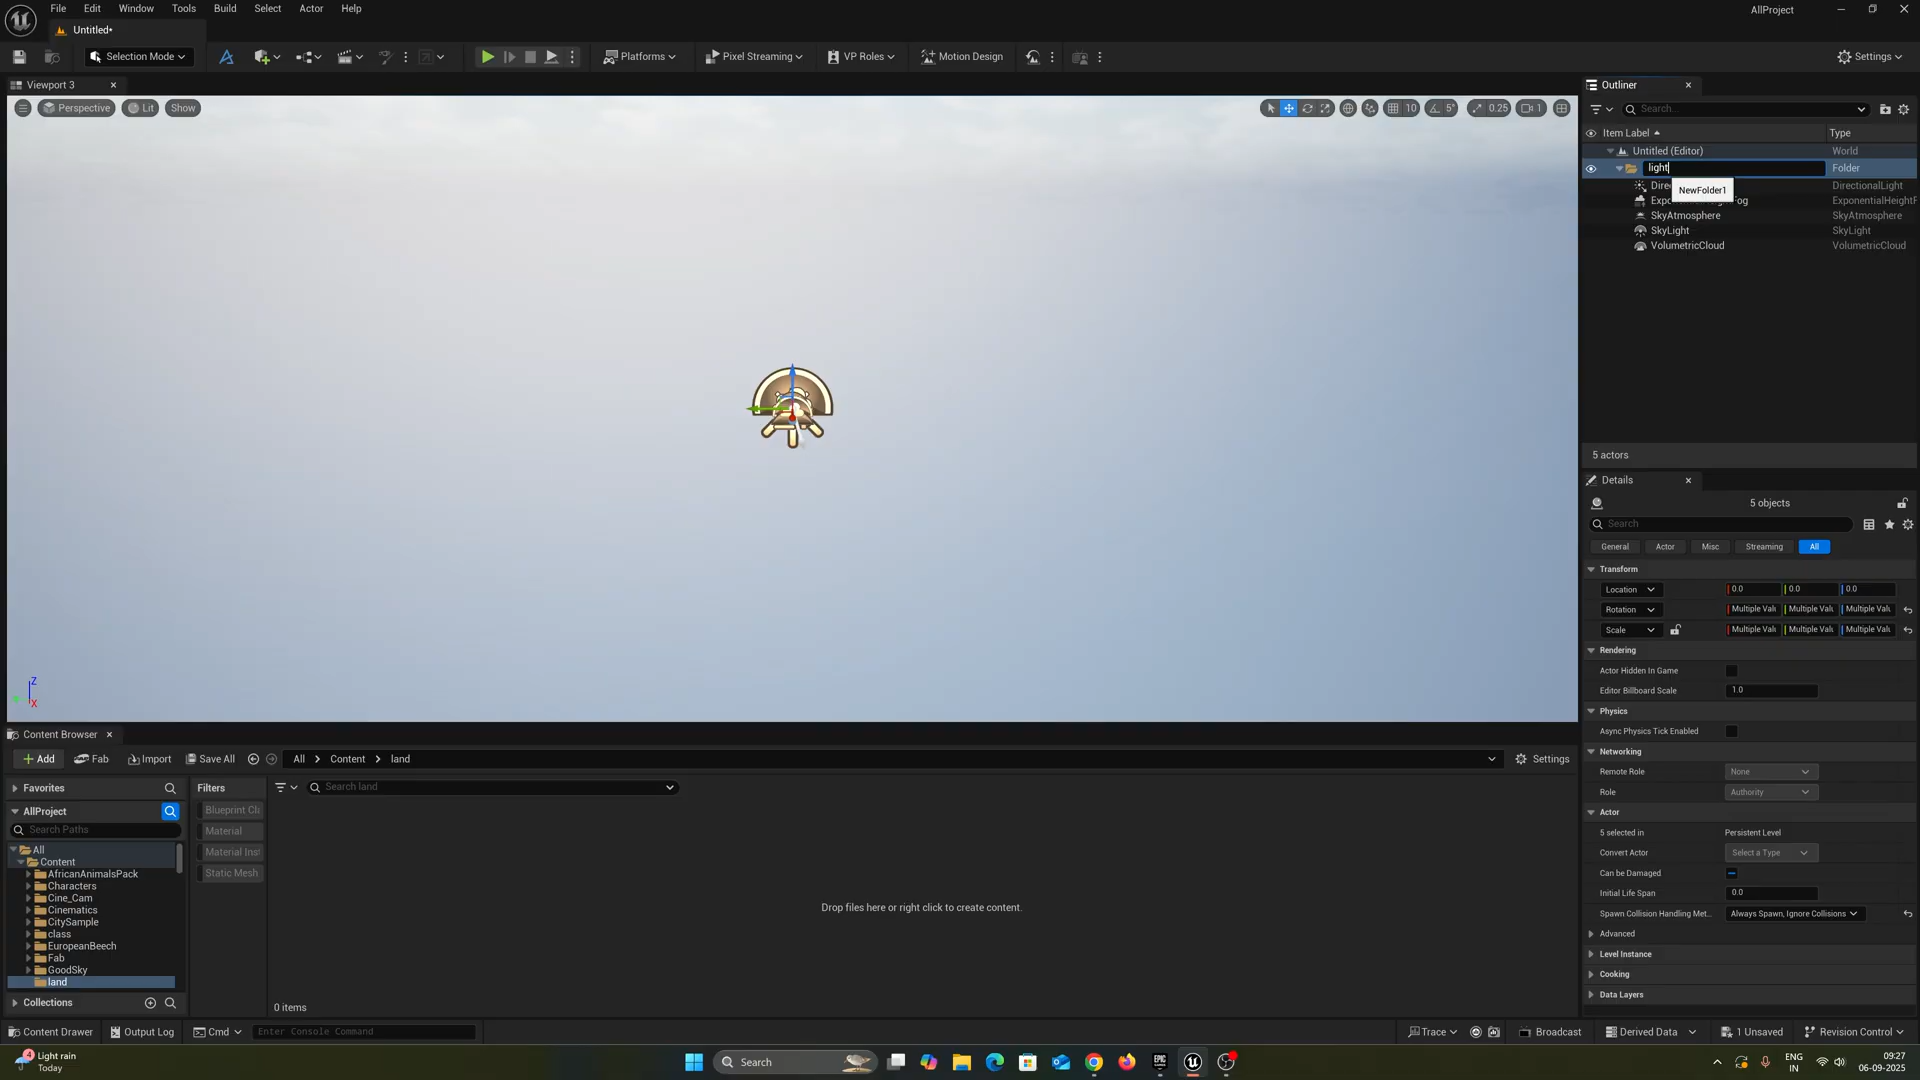 File Edit Window Tools Build Select Actor Help
AllProject
Untitled*
Selection Mode
Platforms
Pixel Streaming
VP Roles
Motion Design
Settings
Viewport 3
Perspective
Lit
Show
10
5°
0.25
1
Z
X
Outliner
Search...
Item Label
Type
Untitled (Editor)
World
light
Folder
NewFolder1
Dire
DirectionalLight
og
ExponentialHeightF
SkyAtmosphere
SkyAtmosphere
SkyLight
SkyLight
VolumetricCloud
VolumetricCloud
5 actors
Details
5 objects
Search
General Actor Misc Streaming All
Transform
Location 0.0 0.0 0.0
Rotation Multiple Valu Multiple Valu Multiple Valu
Scale Multiple Valu Multiple Valu Multiple Valu
Rendering
Actor Hidden In Game
Editor Billboard Scale 1.0
Physics
Async Physics Tick Enabled
Networking
Remote Role None
Role Authority
Actor
5 selected in Persistent Level
Convert Actor Select a Type
Can be Damaged
Initial Life Span 0.0
Spawn Collision Handling Met... Always Spawn, Ignore Collisions
Advanced
Level Instance
Cooking
Data Layers
Content Browser
+ Add
Fab
Import
Save All
All > Content > land
Settings
Favorites
AllProject
Search Paths
All
Content
AfricanAnimalsPack
Characters
Cine_Cam
Cinematics
CitySample
class
EuropeanBeech
Fab
GoodSky
land
Collections
Filters
Blueprint Cl
Material
Material Inst
Static Mesh
Search land
Drop files here or right click to create content.
0 items
Content Drawer
Output Log
Cmd
Enter Console Command
Trace
Broadcast
Derived Data
1 Unsaved
Revision Control
4
Light rain
Today
Search
EPIC
ENG
IN
09:27
06-09-2025